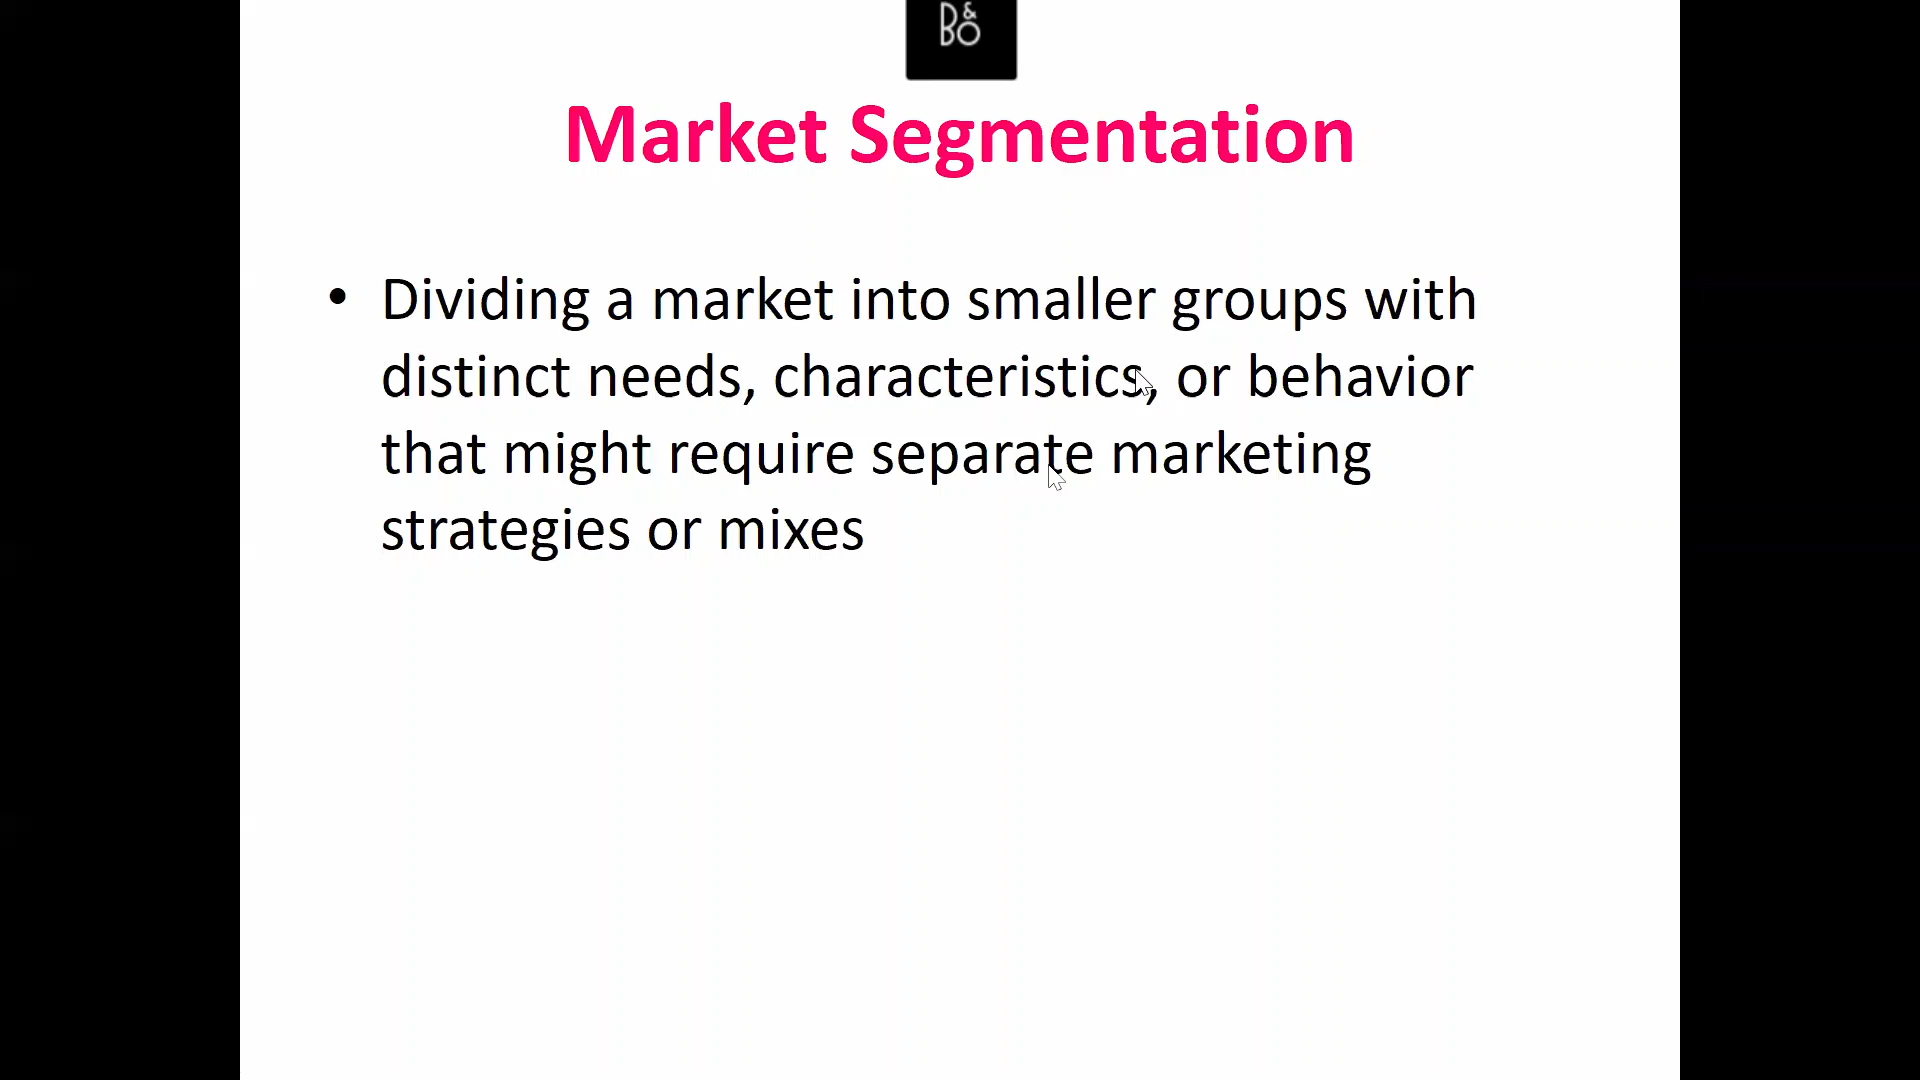 B&O
Market Segmentation
• Dividing a market into smaller groups with
distinct needs, characteristics, or behavior
that might require separate marketing
strategies or mixes